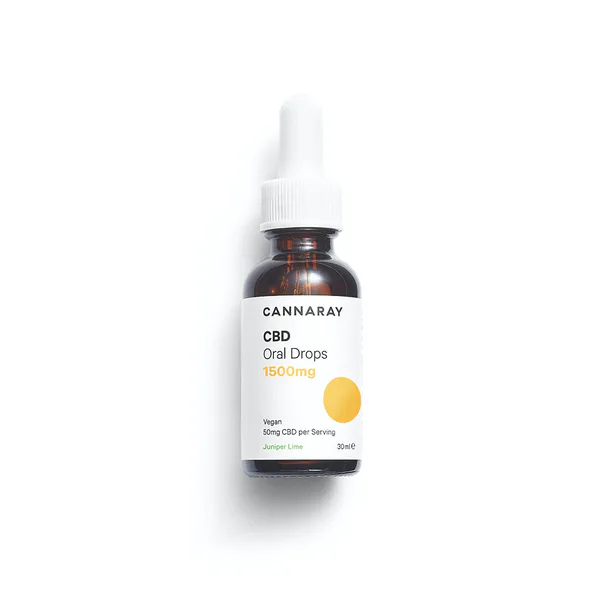 CANNARAY
CBD
Oral Drops
1500mg
Vegan
50mg CBD per Serving
Juniper Lime 30ml ℮